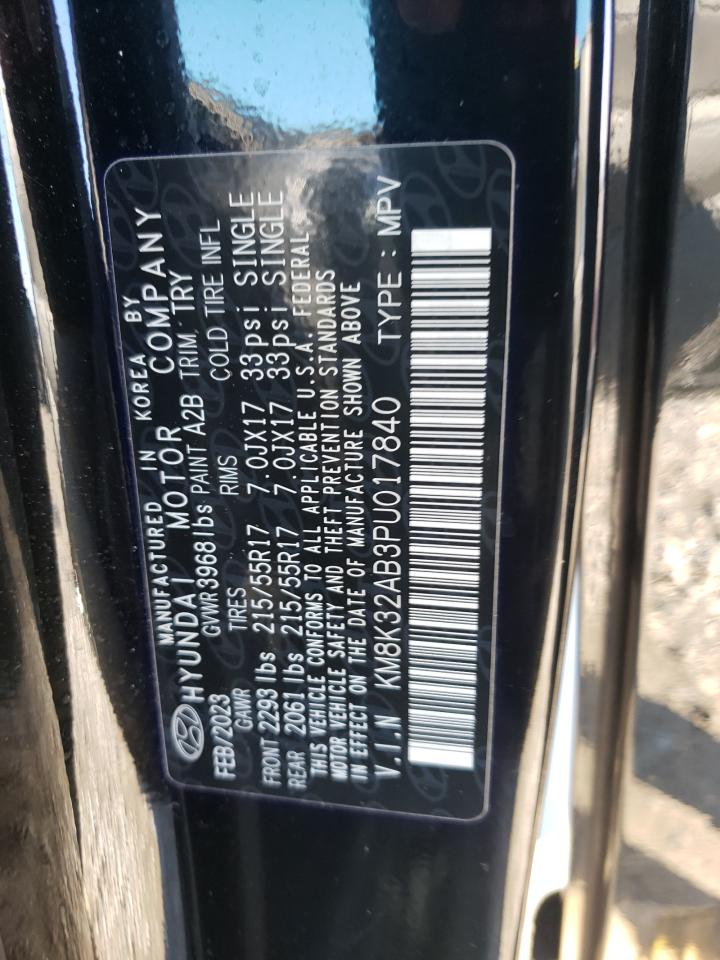 MANUFACTURED IN KOREA BY
HYUNDAI MOTOR COMPANY
FEB/2023 GVWR 3968 lbs PAINT A2B TRIM TRY
GAWR TIRES RIMS COLD TIRE INFL
FRONT 2293 lbs 215/55R17 7.0JX17 33psi SINGLE
REAR 2061 lbs 215/55R17 7.0JX17 33psi SINGLE
THIS VEHICLE CONFORMS TO ALL APPLICABLE U.S.A. FEDERAL
MOTOR VEHICLE SAFETY AND THEFT PREVENTION STANDARDS
IN EFFECT ON THE DATE OF MANUFACTURE SHOWN ABOVE
V.I.N KM8K32AB3PU017840 TYPE : MPV